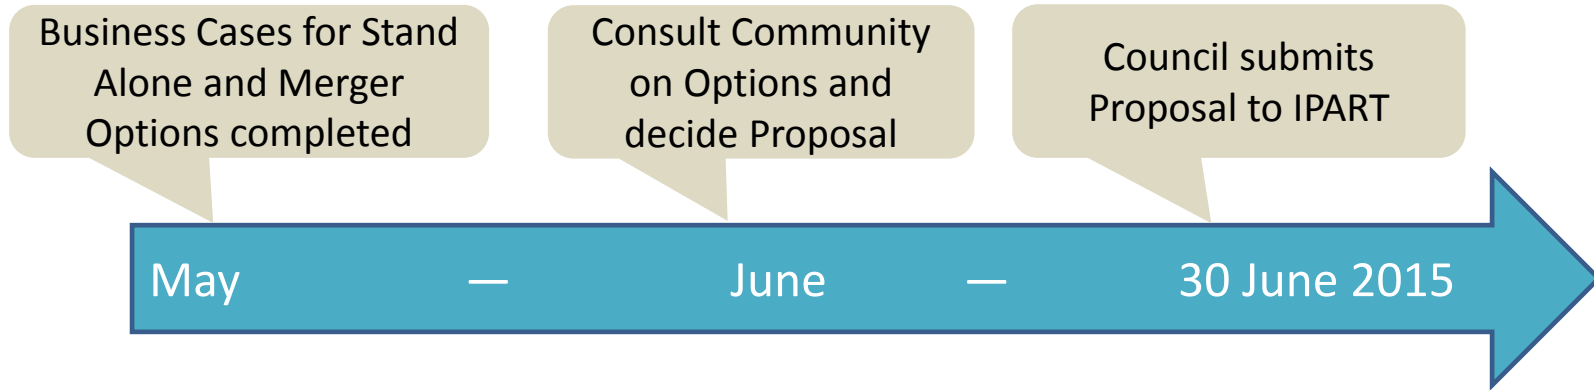 Business Cases for Stand
Alone and Merger
Options completed
Consult Community
on Options and
decide Proposal
Council submits
Proposal to IPART
May — June — 30 June 2015